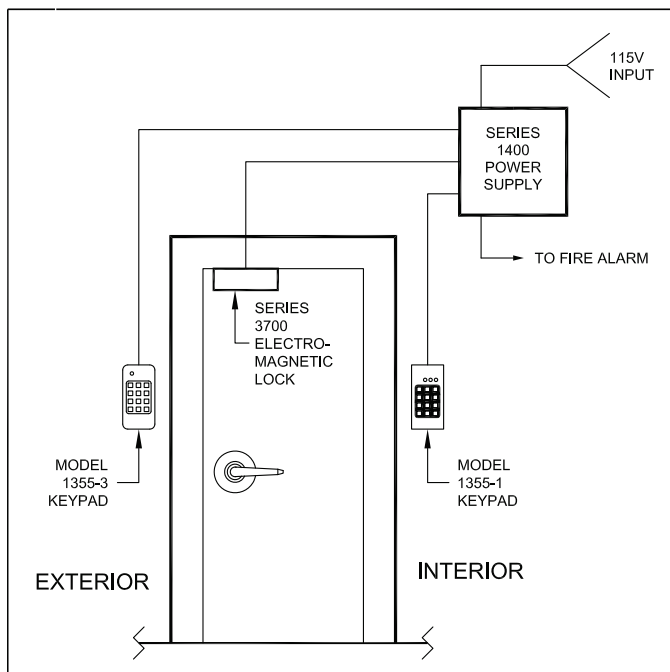 115V
INPUT
SERIES
1400
POWER
SUPPLY
TO FIRE ALARM
SERIES
3700
ELECTRO-
MAGNETIC
LOCK
MODEL
1355-3
KEYPAD
MODEL
1355-1
KEYPAD
EXTERIOR
INTERIOR